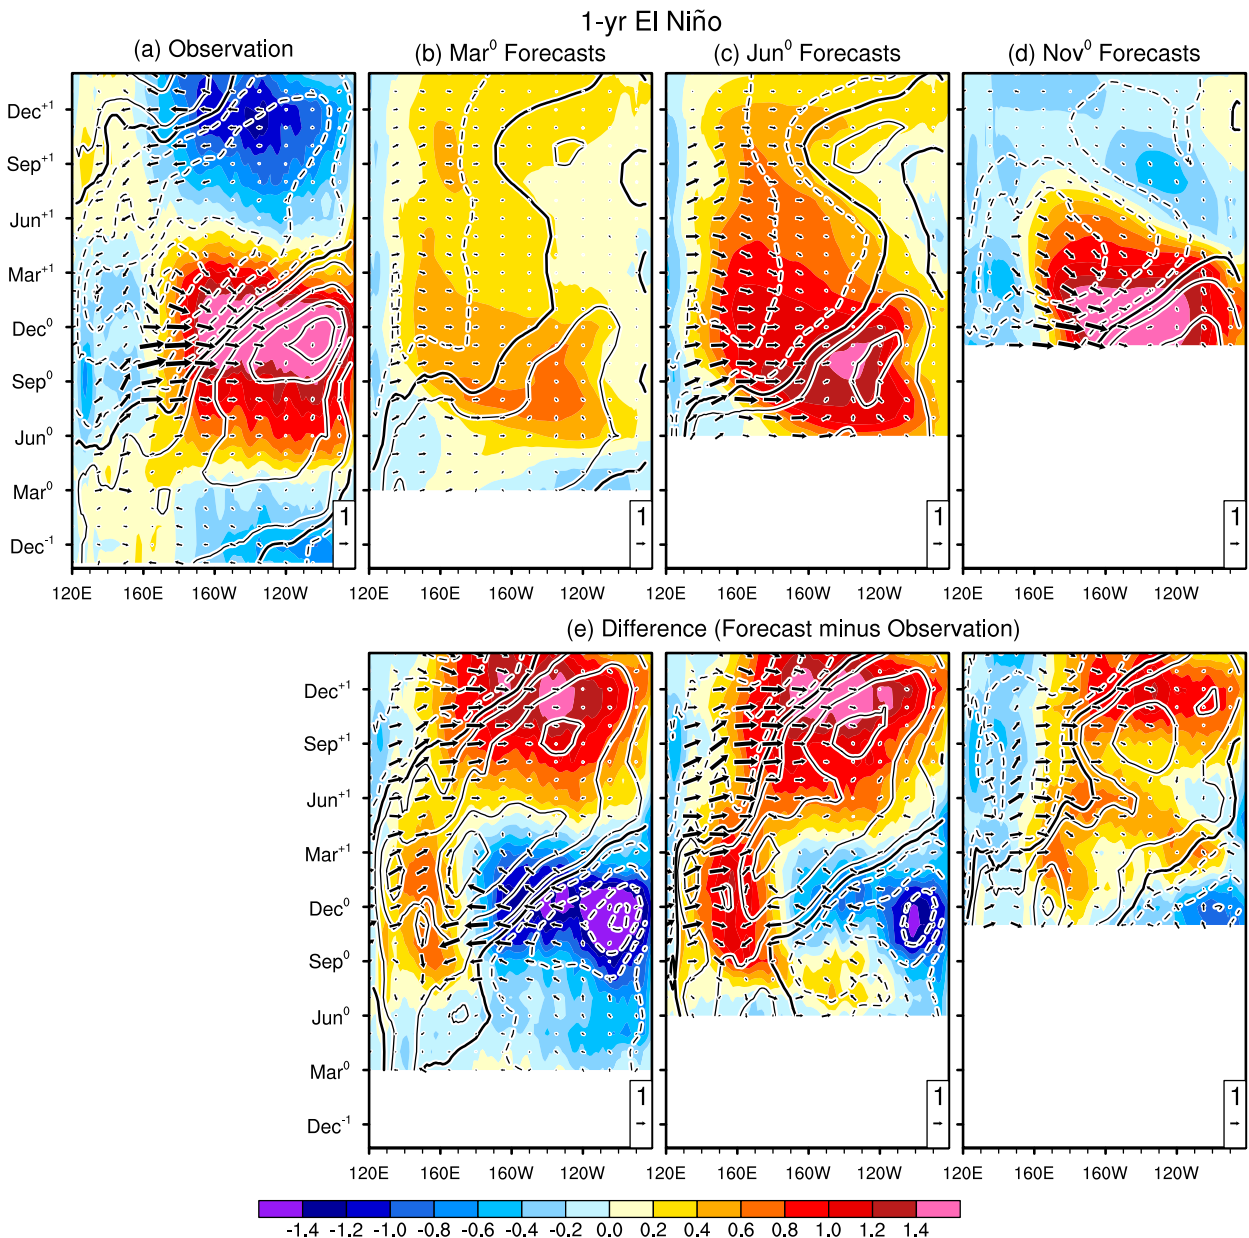 1-yr El Niño
(a) Observation
(b) Mar⁰ Forecasts
(c) Jun⁰ Forecasts
(d) Nov⁰ Forecasts
Dec⁺¹
Sep⁺¹
Jun⁺¹
Mar⁺¹
Dec⁰
Sep⁰
Jun⁰
Mar⁰
Dec⁻¹
1
1
1
120E 160E 160W 120W 120E 160E 160W 120W 120E 160E 160W 120W 120E 160E 160W 120W
(e) Difference (Forecast minus Observation)
Dec⁺¹
Sep⁺¹
Jun⁺¹
Mar⁺¹
Dec⁰
Sep⁰
Jun⁰
Mar⁰
Dec⁻¹
1
1
120E 160E 160W 120W 120E 160E 160W 120W 120E 160E 160W 120W
-1.4 -1.2 -1.0 -0.8 -0.6 -0.4 -0.2 0.0 0.2 0.4 0.6 0.8 1.0 1.2 1.4